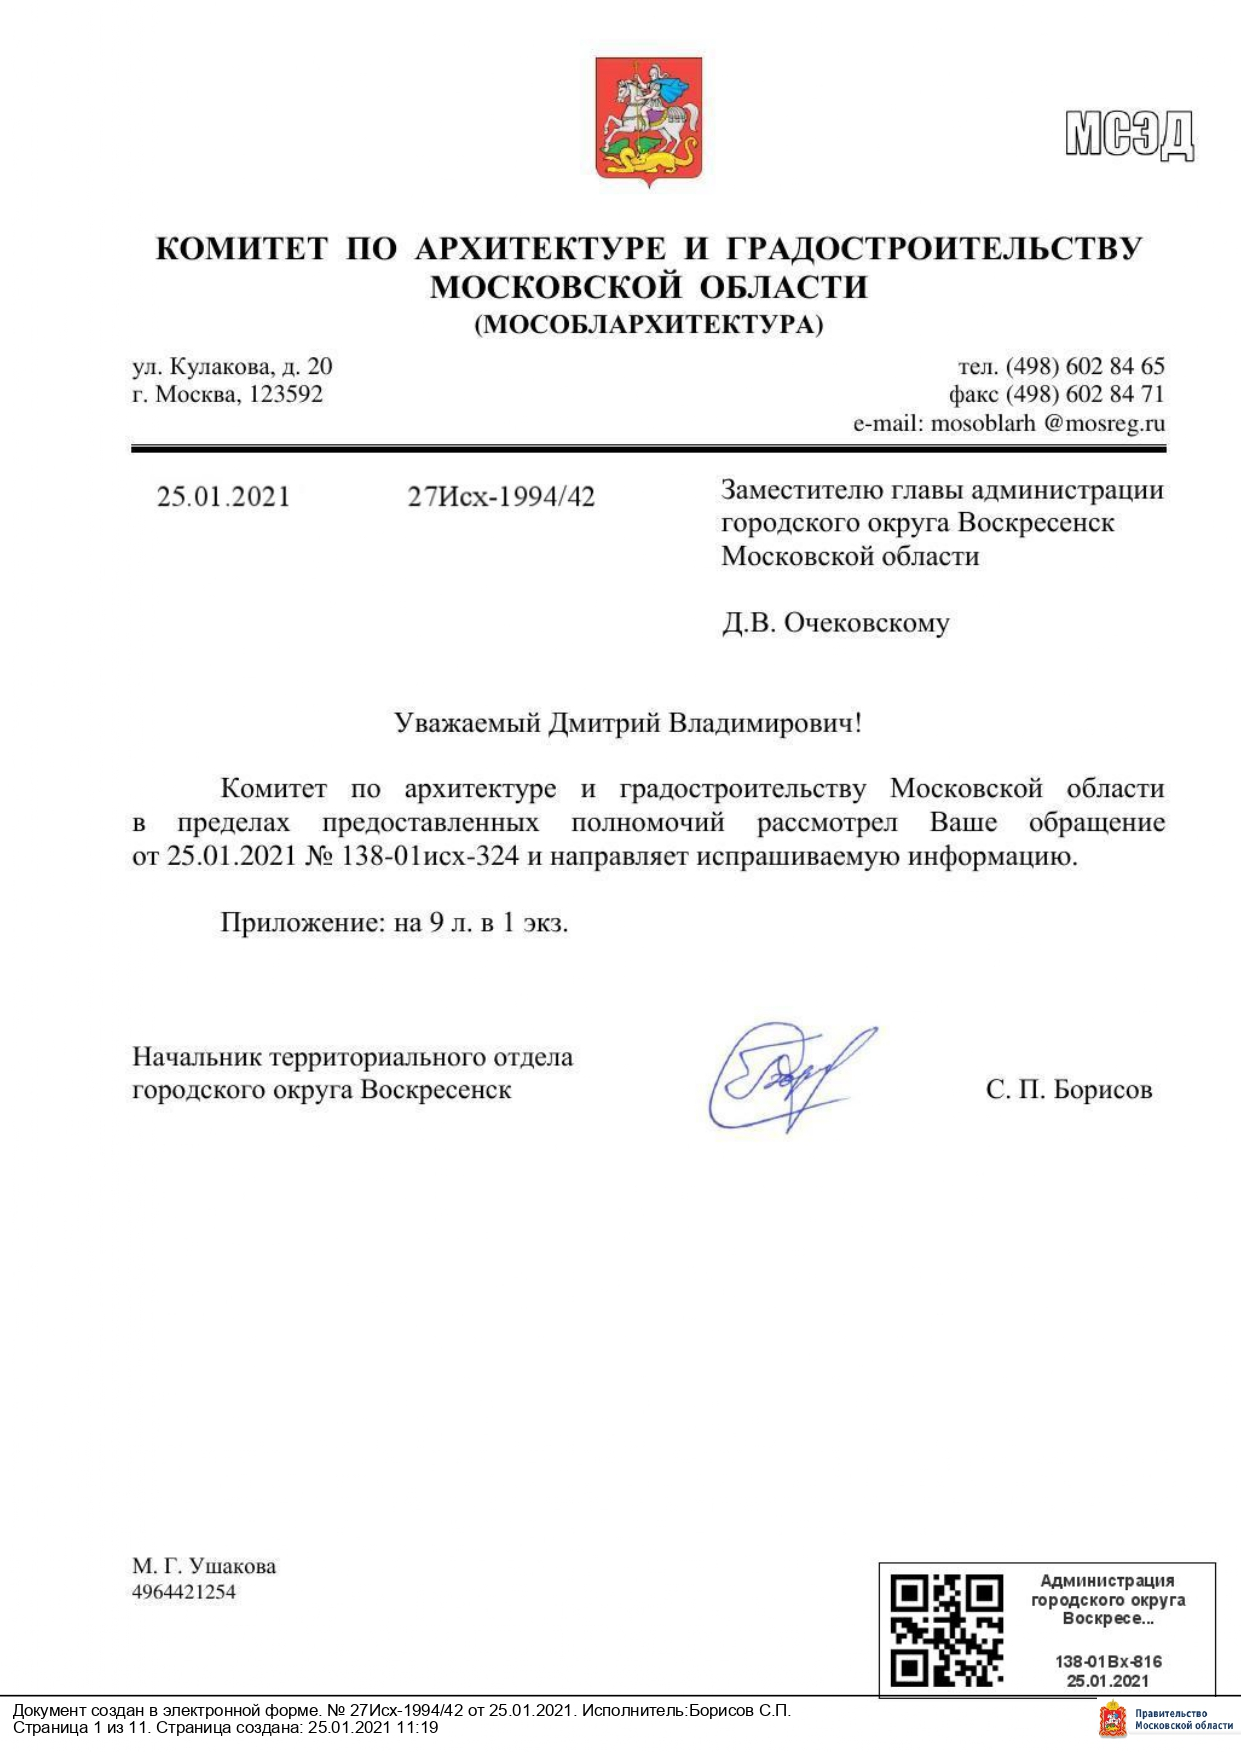 МСЭД
КОМИТЕТ ПО АРХИТЕКТУРЕ И ГРАДОСТРОИТЕЛЬСТВУ
МОСКОВСКОЙ ОБЛАСТИ
(МОСОБЛАРХИТЕКТУРА)
ул. Кулакова, д. 20
г. Москва, 123592
тел. (498) 602 84 65
факс (498) 602 84 71
e-mail: mosoblarh @mosreg.ru
25.01.2021 27Исх-1994/42
Заместителю главы администрации
городского округа Воскресенск
Московской области
Д.В. Очековскому
Уважаемый Дмитрий Владимирович!
Комитет по архитектуре и градостроительству Московской области
в пределах предоставленных полномочий рассмотрел Ваше обращение
от 25.01.2021 № 138-01исх-324 и направляет испрашиваемую информацию.
Приложение: на 9 л. в 1 экз.
Начальник территориального отдела
городского округа Воскресенск
С. П. Борисов
М. Г. Ушакова
4964421254
Администрация
городского округа
Воскресе...
138-01Вх-816
25.01.2021
Документ создан в электронной форме. № 27Исх-1994/42 от 25.01.2021. Исполнитель:Борисов С.П.
Страница 1 из 11. Страница создана: 25.01.2021 11:19
Правительство
Московской области